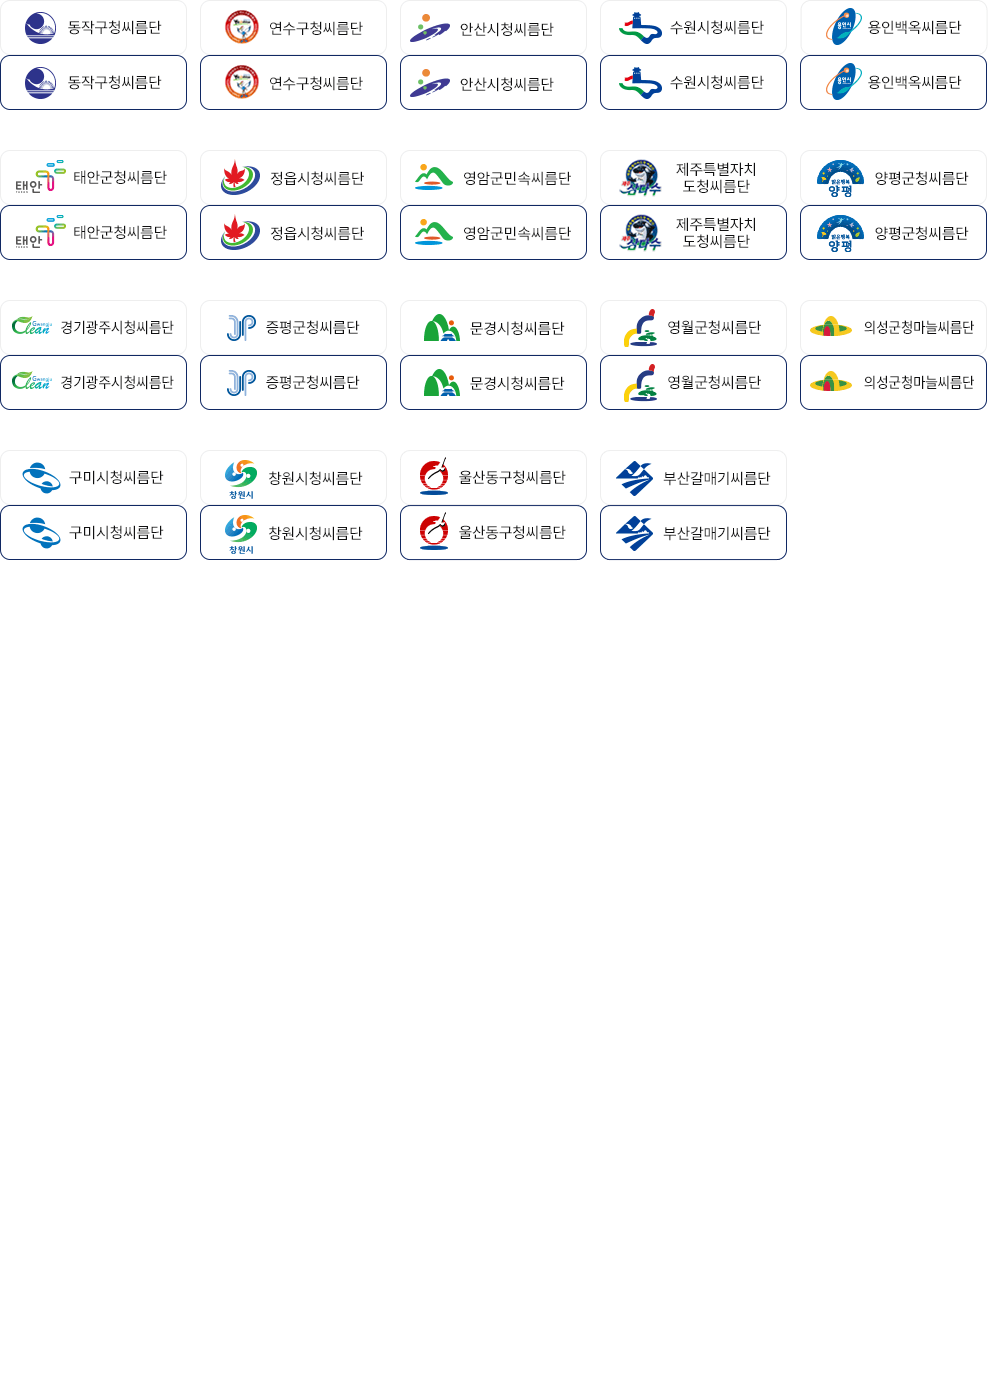 동작구청씨름단
연수구청씨름단
안산시청씨름단
수원시청씨름단
용인시
용인백옥씨름단
동작구청씨름단
연수구청씨름단
안산시청씨름단
수원시청씨름단
용인시
용인백옥씨름단
태안
태안군청씨름단
정읍시청씨름단
영암군민속씨름단
제주특별자치
도청씨름단
맑은행복
양평
양평군청씨름단
태안
태안군청씨름단
정읍시청씨름단
영암군민속씨름단
제주특별자치
도청씨름단
맑은행복
양평
양평군청씨름단
Clean
경기광주시청씨름단
증평군청씨름단
문경시청씨름단
영월군청씨름단
의성군청마늘씨름단
Clean
경기광주시청씨름단
증평군청씨름단
문경시청씨름단
영월군청씨름단
의성군청마늘씨름단
구미시청씨름단
창원시
창원시청씨름단
울산동구청씨름단
부산갈매기씨름단
구미시청씨름단
창원시
창원시청씨름단
울산동구청씨름단
부산갈매기씨름단